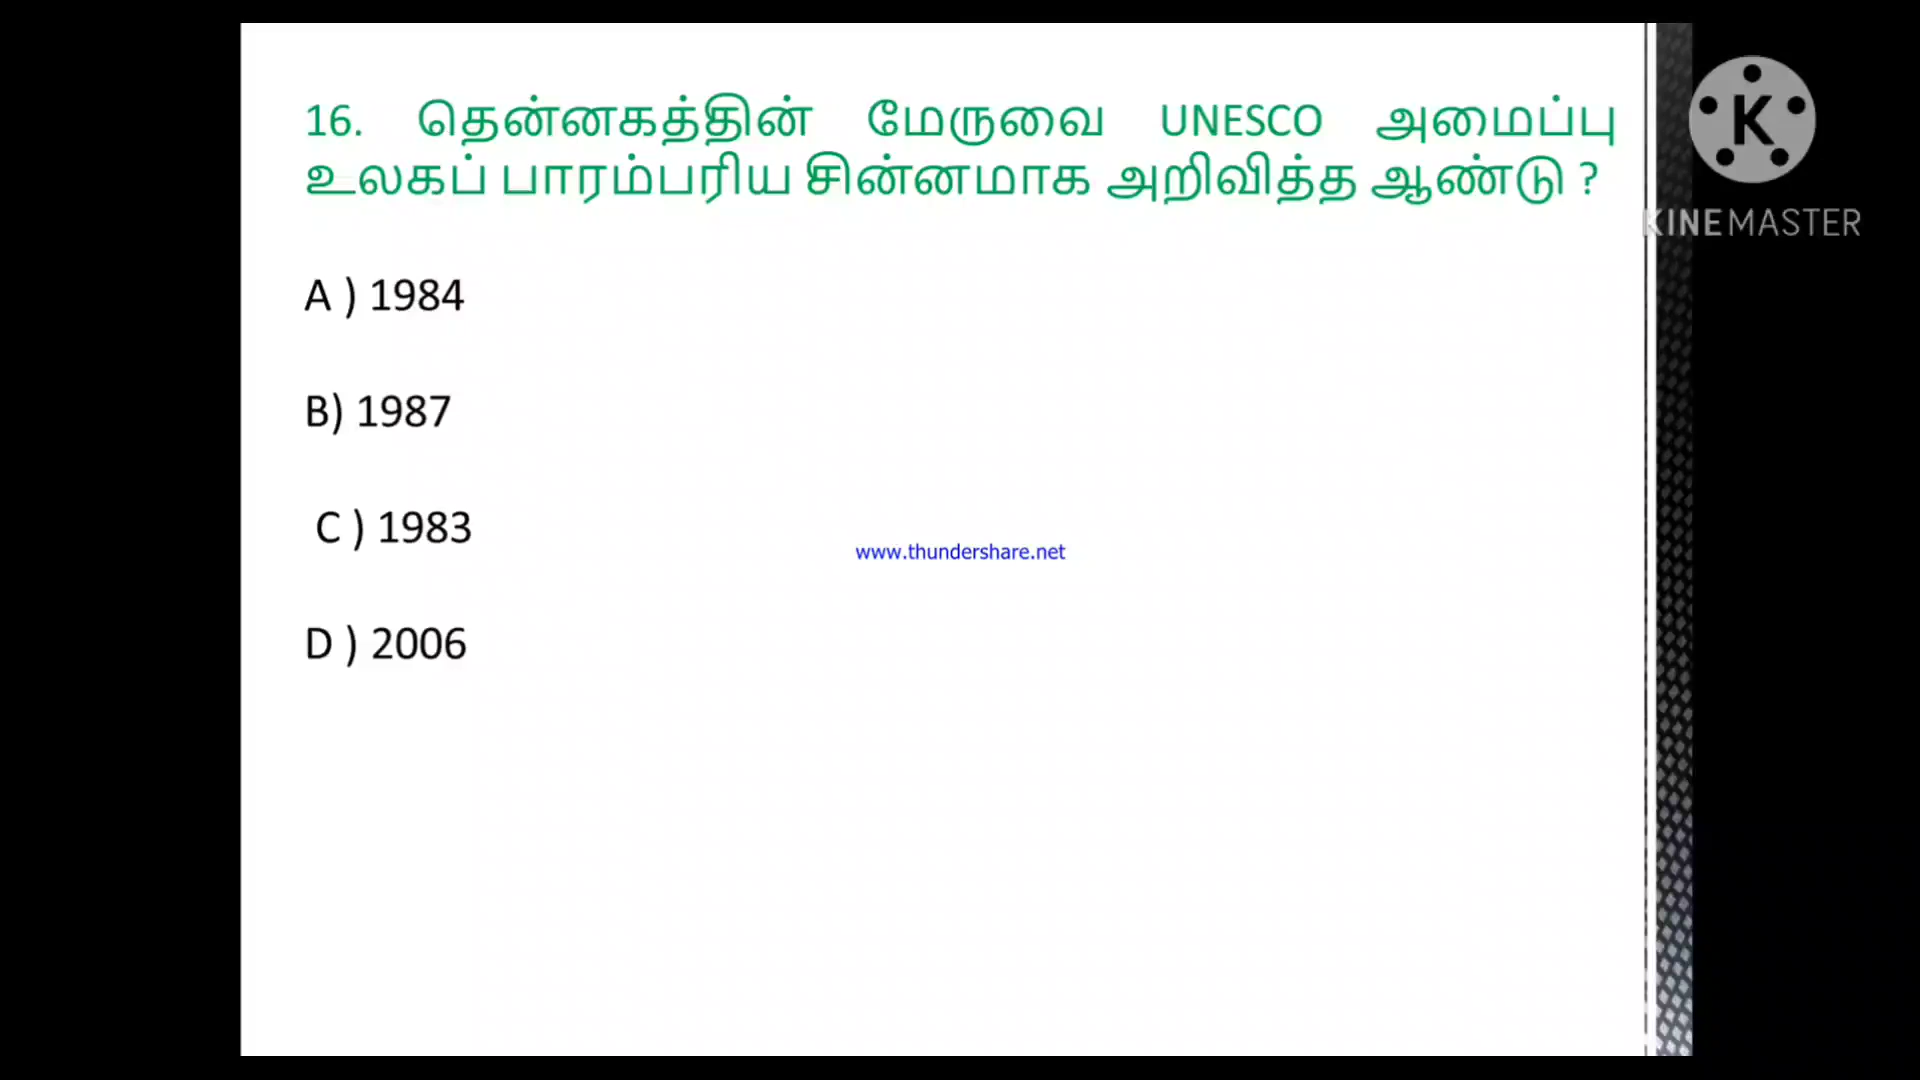 16. தென்னகத்தின் மேருவை UNESCO அமைப்பு
உலகப் பாரம்பரிய சின்னமாக அறிவித்த ஆண்டு ?
A ) 1984
B) 1987
C ) 1983
D ) 2006
www.thundershare.net
K
KINEMASTER